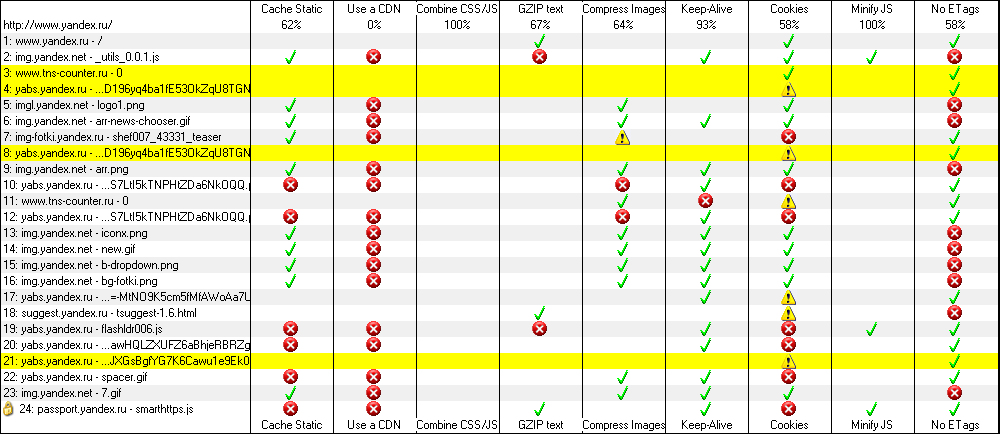 Cache Static Use a CDN Combine CSS/JS GZIP text Compress Images Keep-Alive Cookies Minify JS No ETags
http://www.yandex.ru/ 62% 0% 100% 67% 64% 93% 58% 100% 58%
1: www.yandex.ru - /
2: img.yandex.net - _utils_0.0.1.js
3: www.tns-counter.ru - 0
4: yabs.yandex.ru - ...D196yq4ba1fE53OkZqU8TGN
5: imgl.yandex.net - logo1.png
6: img.yandex.net - arr-news-chooser.gif
7: img-fotki.yandex.ru - shef007_43331_teaser
8: yabs.yandex.ru - ...D196yq4ba1fE53OkZqU8TGN
9: img.yandex.net - arr.png
10: yabs.yandex.ru - ...S7LtI5kTNPHtZDa6NkOQQ.p
11: www.tns-counter.ru - 0
12: yabs.yandex.ru - ...S7LtI5kTNPHtZDa6NkOQQ.p
13: img.yandex.net - iconx.png
14: img.yandex.net - new.gif
15: img.yandex.net - b-dropdown.png
16: img.yandex.net - bg-fotki.png
17: yabs.yandex.ru - ...=-MtNO9K5cm5fMfAWoAa7L
18: suggest.yandex.ru - tsuggest-1.6.html
19: yabs.yandex.ru - flashldr006.js
20: yabs.yandex.ru - ...awHQLZXUFZ6aBhjeRBRZg
21: yabs.yandex.ru - ...JXGsBgfYG7K6Cawu1e9Ek0
22: yabs.yandex.ru - spacer.gif
23: img.yandex.net - 7.gif
24: passport.yandex.ru - smarthttps.js
Cache Static Use a CDN Combine CSS/JS GZIP text Compress Images Keep-Alive Cookies Minify JS No ETags